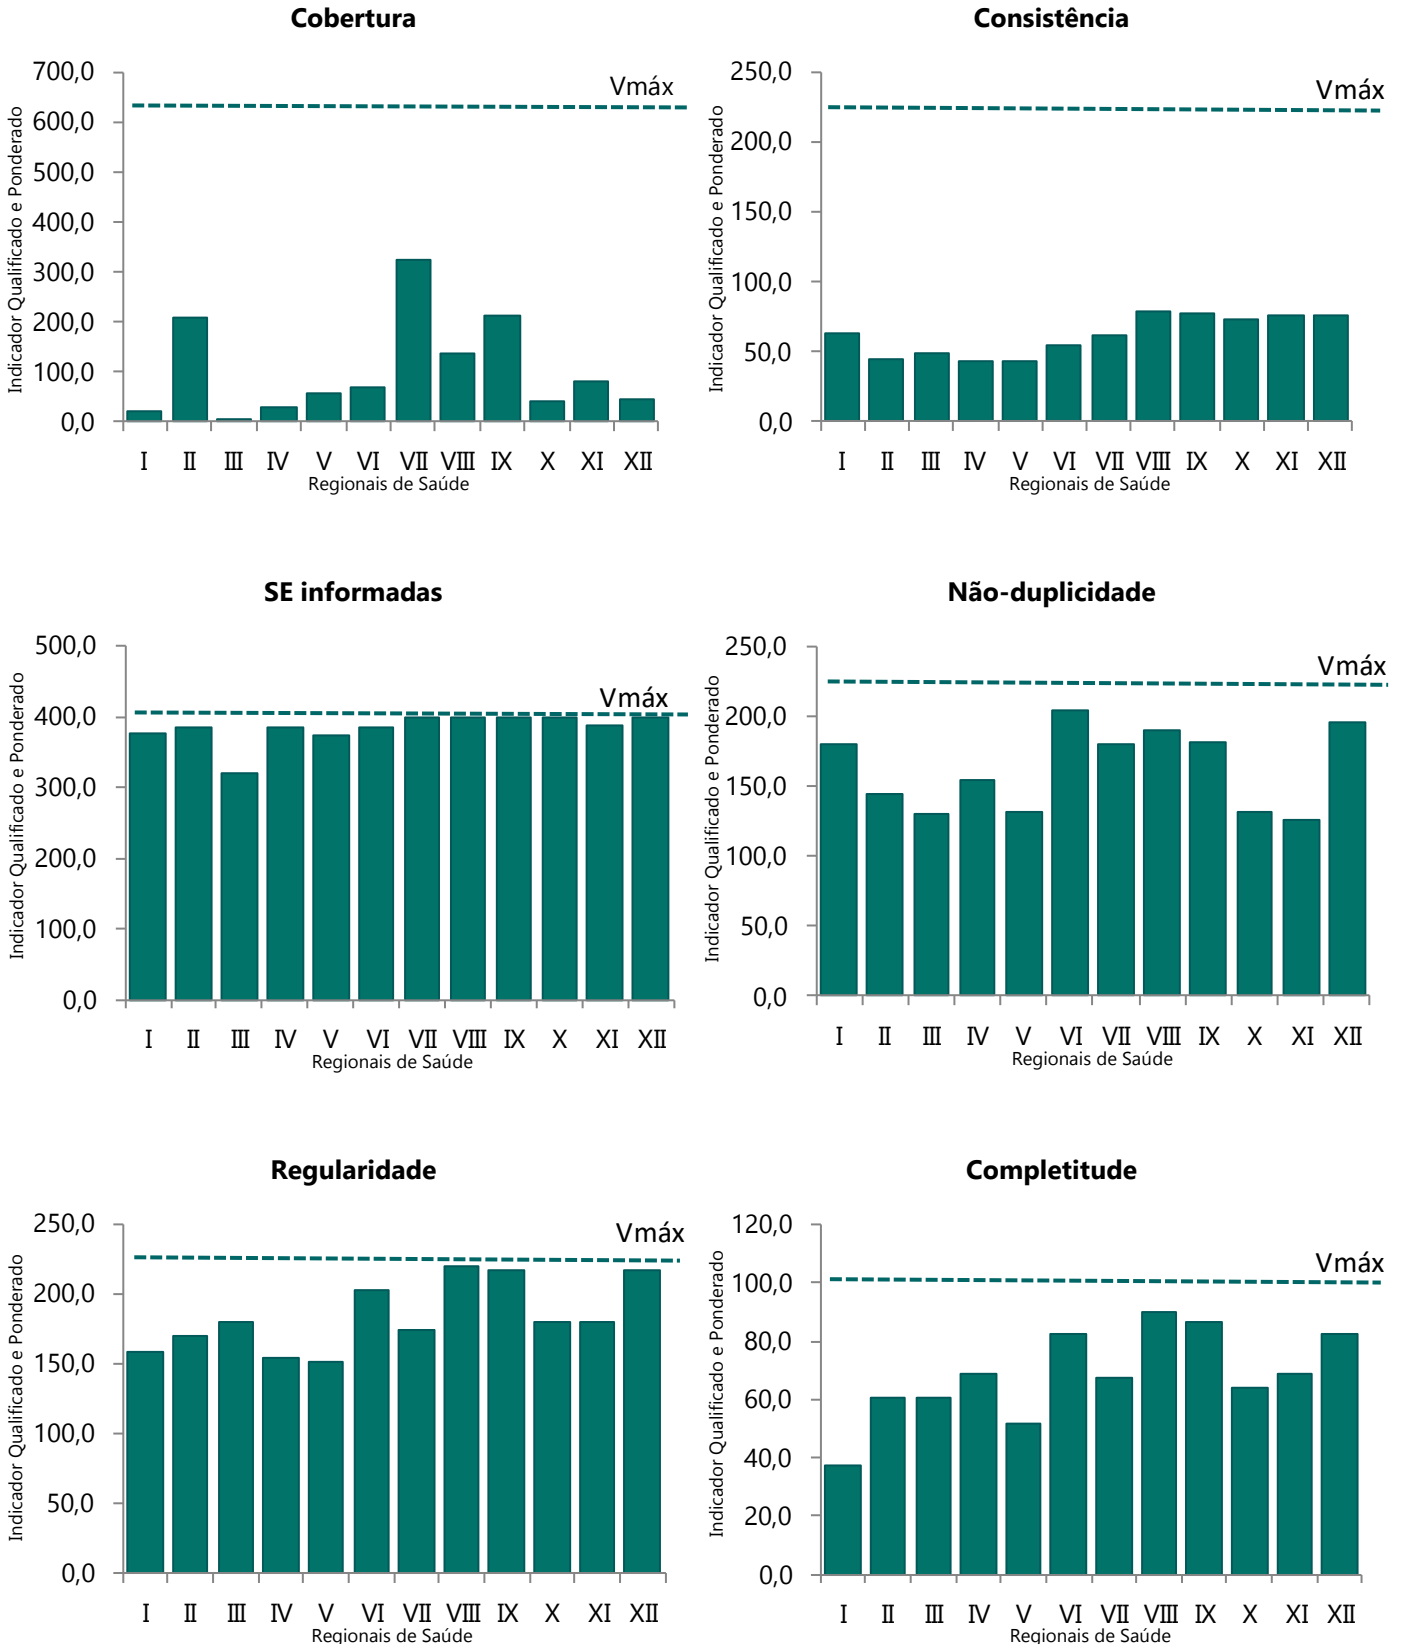 Cobertura
Indicador Qualificado e Ponderado
700,0
600,0
500,0
400,0
300,0
200,0
100,0
0,0
Vmáx
I II III IV V VI VII VIII IX X XI XII
Regionais de Saúde
Consistência
Indicador Qualificado e Ponderado
250,0
200,0
150,0
100,0
50,0
0,0
Vmáx
I II III IV V VI VII VIII IX X XI XII
Regionais de Saúde
SE informadas
Indicador Qualificado e Ponderado
500,0
400,0
300,0
200,0
100,0
0,0
Vmáx
I II III IV V VI VII VIII IX X XI XII
Regionais de Saúde
Não-duplicidade
Indicador Qualificado e Ponderado
250,0
200,0
150,0
100,0
50,0
0,0
Vmáx
I II III IV V VI VII VIII IX X XI XII
Regionais de Saúde
Regularidade
Indicador Qualificado e Ponderado
250,0
200,0
150,0
100,0
50,0
0,0
Vmáx
I II III IV V VI VII VIII IX X XI XII
Regionais de Saúde
Completitude
Indicador Qualificado e Ponderado
120,0
100,0
80,0
60,0
40,0
20,0
0,0
Vmáx
I II III IV V VI VII VIII IX X XI XII
Regionais de Saúde